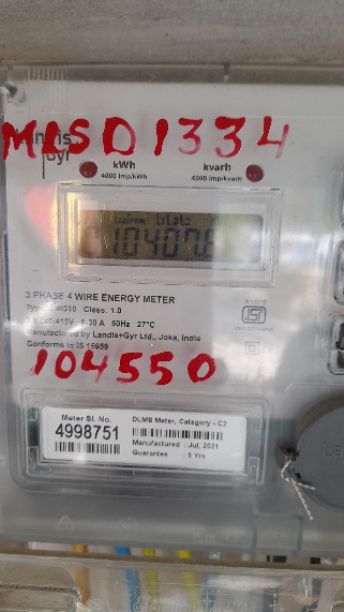 MLSD1334
kWh kvarh
4000 imp/kWh 4000 imp/kvarh
TAMPER
3 PHASE 4 WIRE ENERGY METER
Class: 1.0
-30 A 50Hz 27°C
Manufactured by Landis+Gyr Ltd., Joka, India
Conforms to IS 15959
104550
Meter Sl. No.
4998751
DLMS Meter, Category - C2
Manufactured : Jul, 2021
Guarantee : 5 Yrs